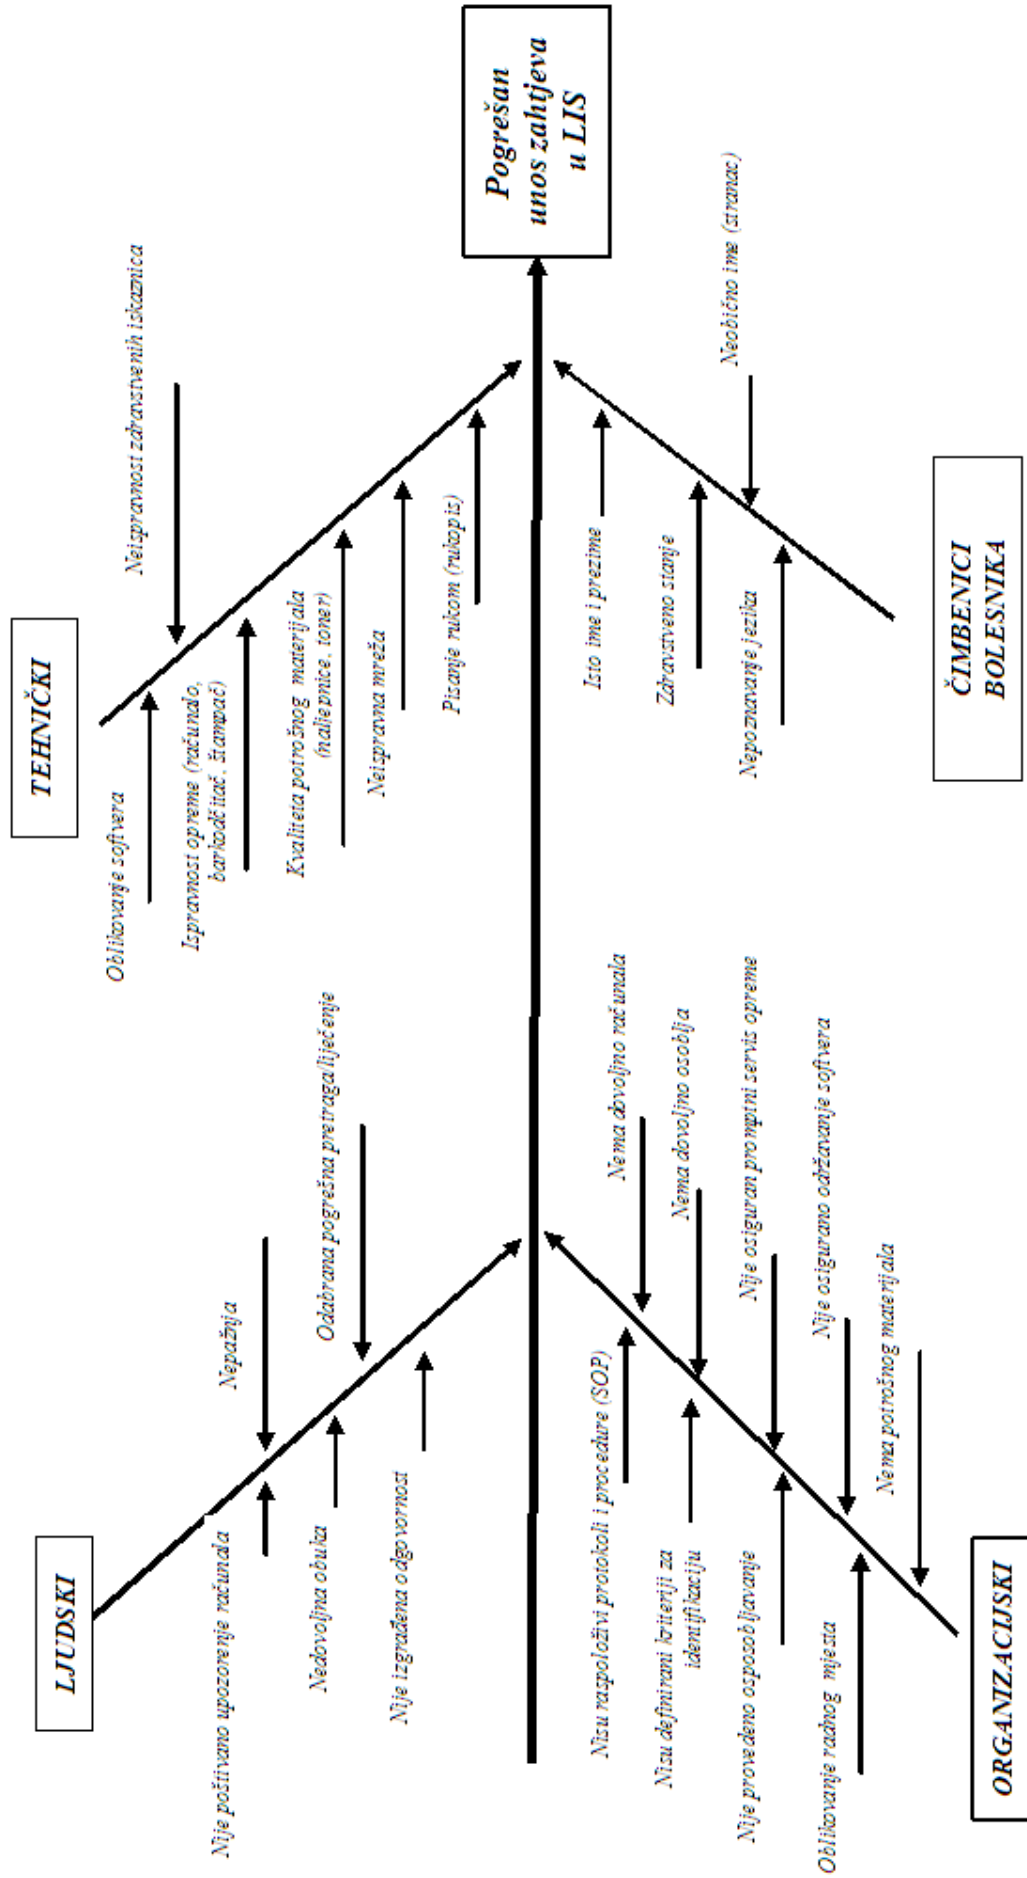 LJUDSKI
Nije poštivano upozorenje računala
Nepažnja
Nedovoljna obuka
Odabrana pogrešna pretraga/liječenje
Nije izgrađena odgovornost
TEHNIČKI
Oblikovanje softvera
Neispravnost zdravstvenih iskaznica
Ispravnost opreme (računalo,
barkodčitač, štampač)
Kvaliteta potrošnog materijala
(naljepnice, toner)
Neispravna mreža
Pisanje rukom (rukopis)
Pogrešan
unos zahtjeva
u LIS
Nisu raspoloživi protokoli i procedure (SOP)
Nema dovoljno računala
Nisu definirani kriteriji za
identifikaciju
Nema dovoljno osoblja
Nije provedeno osposobljavanje
Nije osiguran promptni servis opreme
Oblikovanje radnog mjesta
Nije osigurano održavanje softvera
Nema potrošnog materijala
ORGANIZACIJSKI
Isto ime i prezime
Zdravstveno stanje
Neobično ime (stranac)
Nepoznavanje jezika
ČIMBENICI
BOLESNIKA